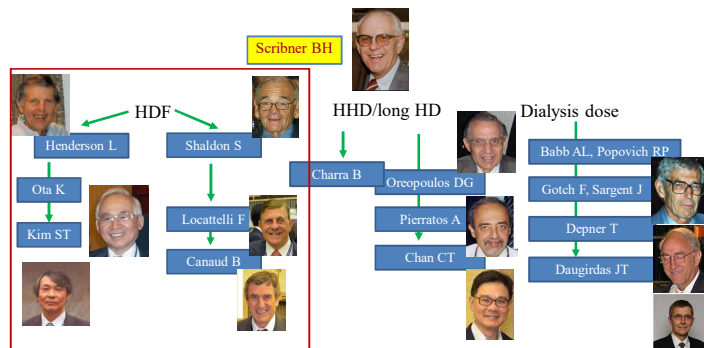 Scribner BH
HDF
HHD/long HD
Dialysis dose
Henderson L
Shaldon S
Charra B
Oreopoulos DG
Babb AL, Popovich RP
Ota K
Locattelli F
Pierratos A
Gotch F, Sargent J
Kim ST
Canaud B
Chan CT
Depner T
Daugirdas JT